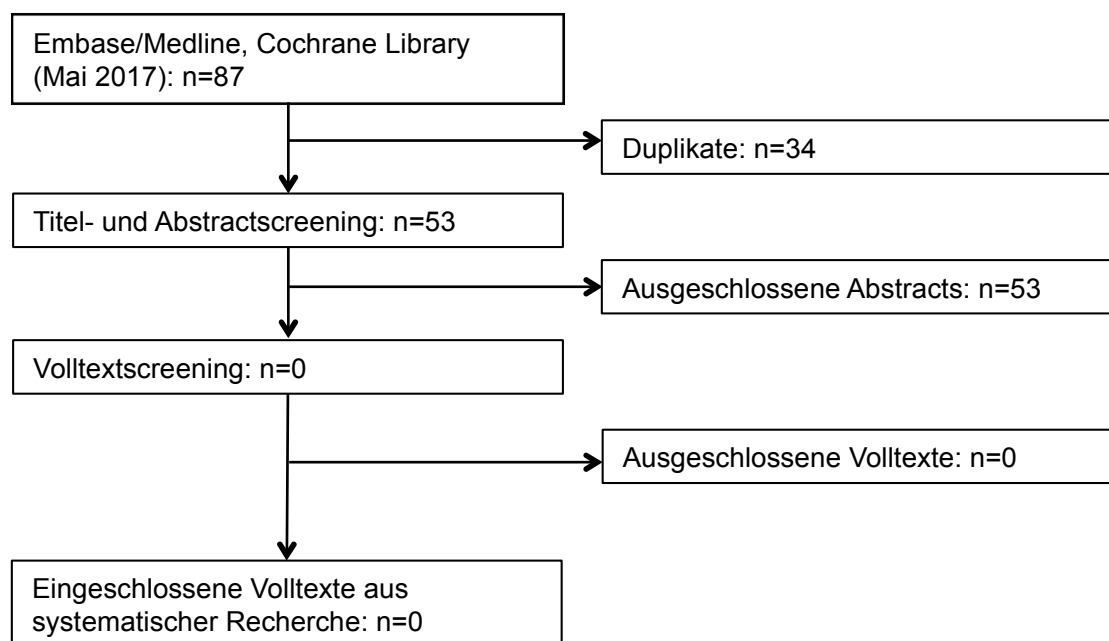 Embase/Medline, Cochrane Library
(Mai 2017): n=87
Duplikate: n=34
Titel- und Abstractscreening: n=53
Ausgeschlossene Abstracts: n=53
Volltextscreening: n=0
Ausgeschlossene Volltexte: n=0
Eingeschlossene Volltexte aus
systematischer Recherche: n=0